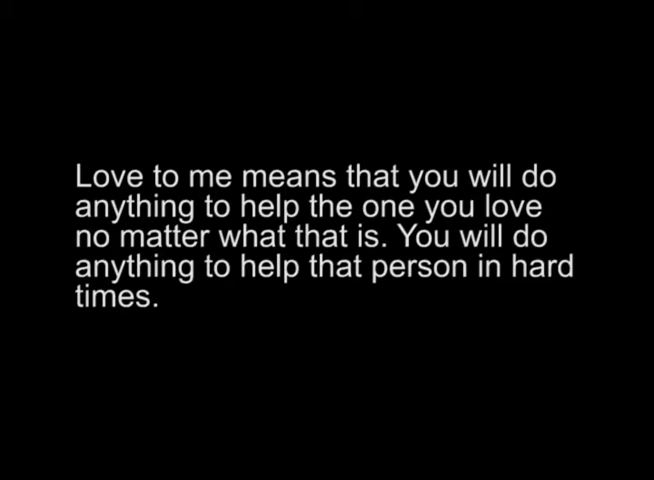 Love to me means that you will do
anything to help the one you love
no matter what that is. You will do
anything to help that person in hard
times.